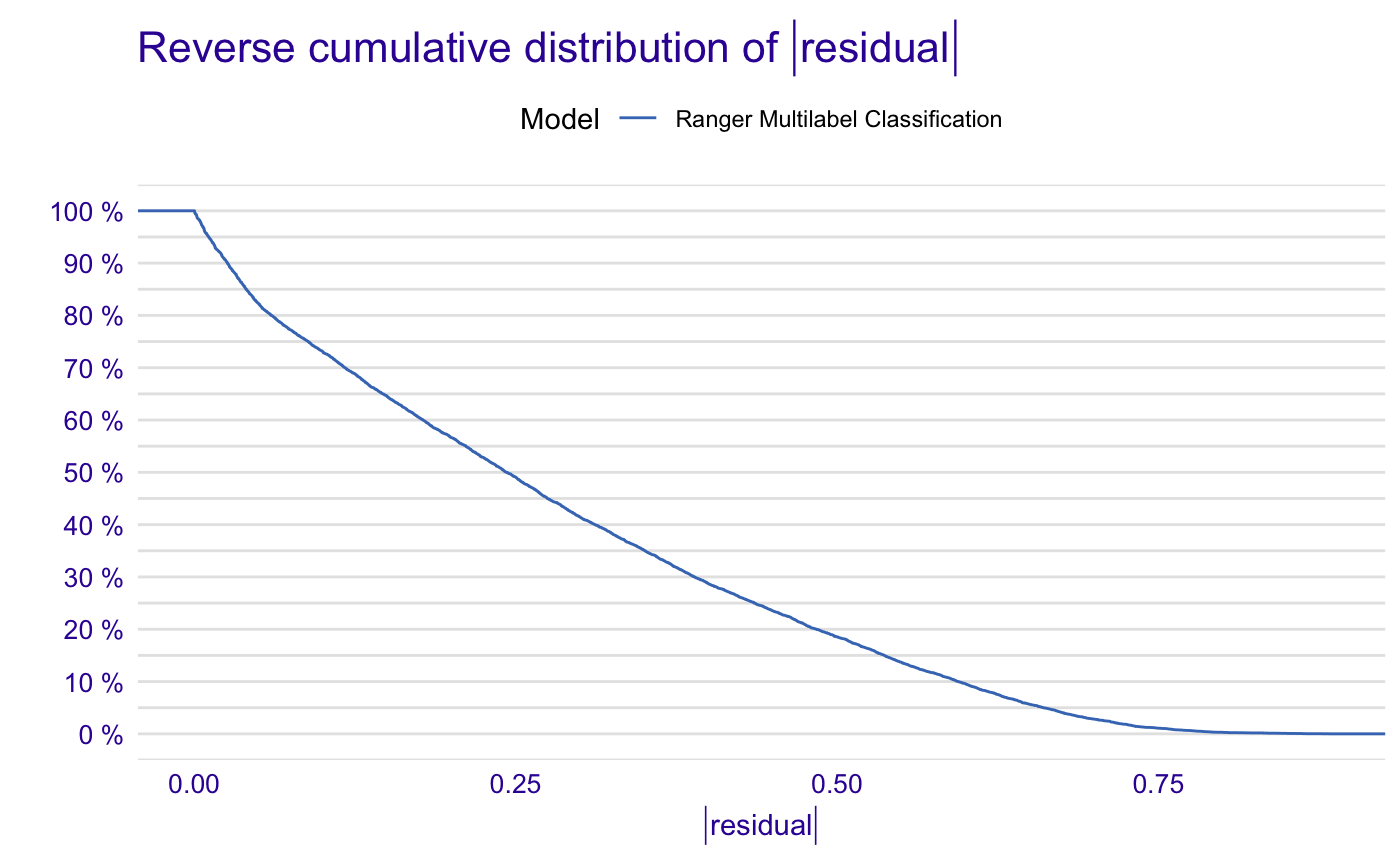 Reverse cumulative distribution of |residual|
Model Ranger Multilabel Classification
100 %
90 %
80 %
70 %
60 %
50 %
40 %
30 %
20 %
10 %
0 %
0.00 0.25 0.50 0.75
|residual|